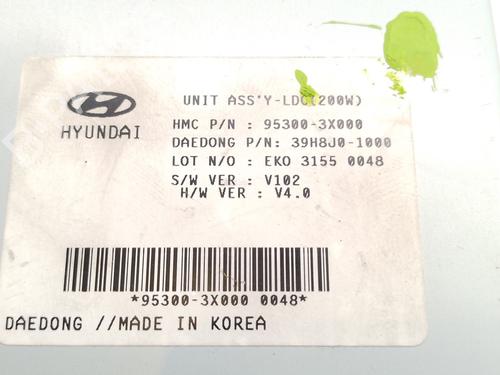 UNIT ASS'Y-LDC(200W)
HYUNDAI
HMC P/N : 95300-3X000
DAEDONG P/N: 39H8J0-1000
LOT N/O : EKO 3155 0048
S/W VER : V102
H/W VER : V4.0
*95300-3X000 0048*
DAEDONG //MADE IN KOREA